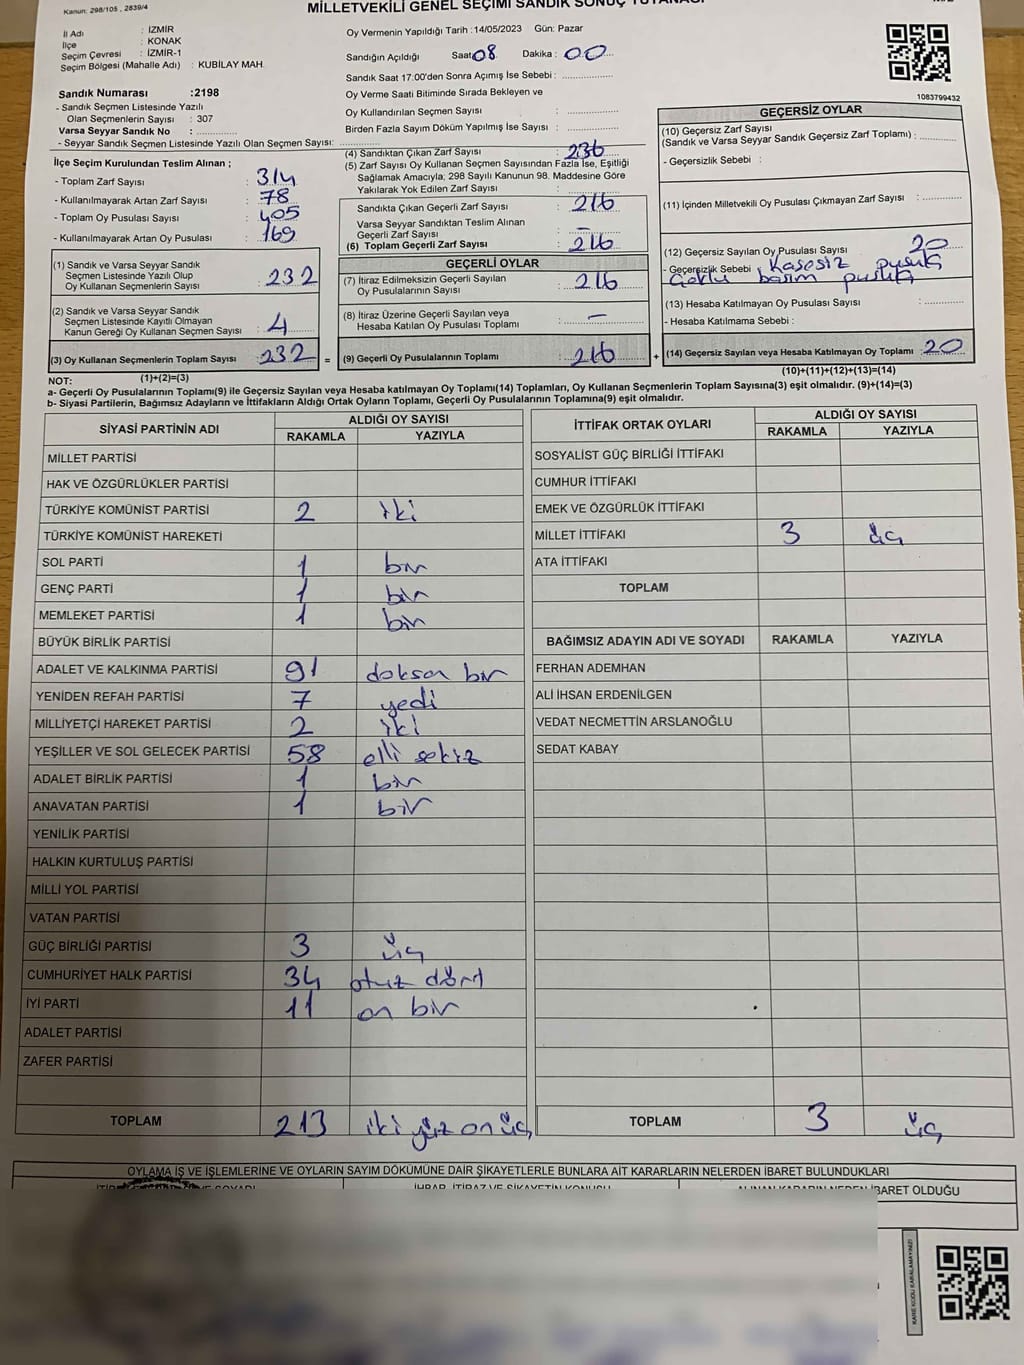 Kanun: 298/105 , 2839/4
MİLLETVEKİLİ GENEL SEÇİMİ SANDIK SONUÇ TUTANAĞI
İl Adı : İZMİR
İlçe : KONAK
Seçim Çevresi : İZMİR-1
Seçim Bölgesi (Mahalle Adı) : KUBİLAY MAH.
Sandık Numarası :2198
- Sandık Seçmen Listesinde Yazılı
Olan Seçmenlerin Sayısı : 307
Varsa Seyyar Sandık No :
- Seyyar Sandık Seçmen Listesinde Yazılı Olan Seçmen Sayısı:
Oy Vermenin Yapıldığı Tarih :14/05/2023 Gün: Pazar
Sandığın Açıldığı Saat: 08 Dakika : 00
Sandık Saat 17:00'den Sonra Açımış İse Sebebi :
Oy Verme Saati Bitiminde Sırada Bekleyen ve
Oy Kullandırılan Seçmen Sayısı :
Birden Fazla Sayım Döküm Yapılmış İse Sayısı :
1083799432
İlçe Seçim Kurulundan Teslim Alınan ;
- Toplam Zarf Sayısı : 314
- Kullanılmayarak Artan Zarf Sayısı : 78
- Toplam Oy Pusulası Sayısı : 405
- Kullanılmayarak Artan Oy Pusulası : 169
(1) Sandık ve Varsa Seyyar Sandık
Seçmen Listesinde Yazılı Olup
Oy Kullanan Seçmenlerin Sayısı : 232
(2) Sandık ve Varsa Seyyar Sandık
Seçmen Listesinde Kayıtlı Olmayan
Kanun Gereği Oy Kullanan Seçmen Sayısı : 4
(3) Oy Kullanan Seçmenlerin Toplam Sayısı : 232 =
(1)+(2)=(3)
(4) Sandıktan Çıkan Zarf Sayısı : 236
(5) Zarf Sayısı Oy Kullanan Seçmen Sayısından Fazla İse, Eşitliği
Sağlamak Amacıyla; 298 Sayılı Kanunun 98. Maddesine Göre
Yakılarak Yok Edilen Zarf Sayısı :
Sandıkta Çıkan Geçerli Zarf Sayısı : 216
Varsa Seyyar Sandıktan Teslim Alınan
Geçerli Zarf Sayısı : -
(6) Toplam Geçerli Zarf Sayısı : 216
GEÇERLİ OYLAR
(7) İtiraz Edilmeksizin Geçerli Sayılan
Oy Pusulalarının Sayısı : 216
(8) İtiraz Üzerine Geçerli Sayılan veya
Hesaba Katılan Oy Pusulası Toplamı : -
(9) Geçerli Oy Pusulalarının Toplamı : 216 +
GEÇERSİZ OYLAR
(10) Geçersiz Zarf Sayısı
(Sandık ve Varsa Seyyar Sandık Geçersiz Zarf Toplamı) :
- Geçersizlik Sebebi :
(11) İçinden Milletvekili Oy Pusulası Çıkmayan Zarf Sayısı :
(12) Geçersiz Sayılan Oy Pusulası Sayısı 20
- Geçersizlik Sebebi : Kasesiz pusula
Çoklu basım pusula
(13) Hesaba Katılmayan Oy Pusulası Sayısı :
- Hesaba Katılmama Sebebi :
(14) Geçersiz Sayılan veya Hesaba Katılmayan Oy Toplamı : 20
(10)+(11)+(12)+(13)=(14)
NOT:
a- Geçerli Oy Pusulalarının Toplamı(9) ile Geçersiz Sayılan veya Hesaba katılmayan Oy Toplamı(14) Toplamları, Oy Kullanan Seçmenlerin Toplam Sayısına(3) eşit olmalıdır. (9)+(14)=(3)
b- Siyasi Partilerin, Bağımsız Adayların ve İttifakların Aldığı Ortak Oyların Toplamı, Geçerli Oy Pusulalarının Toplamına(9) eşit olmalıdır.
SİYASİ PARTİNİN ADI ALDIĞI OY SAYISI
RAKAMLA YAZIYLA
MİLLET PARTİSİ
HAK VE ÖZGÜRLÜKLER PARTİSİ
TÜRKİYE KOMÜNİST PARTİSİ 2 iki
TÜRKİYE KOMÜNİST HAREKETİ
SOL PARTİ 1 bir
GENÇ PARTİ 1 bir
MEMLEKET PARTİSİ 1 bir
BÜYÜK BİRLİK PARTİSİ
ADALET VE KALKINMA PARTİSİ 91 doksan bir
YENİDEN REFAH PARTİSİ 7 yedi
MİLLİYETÇİ HAREKET PARTİSİ 2 iki
YEŞİLLER VE SOL GELECEK PARTİSİ 58 elli sekiz
ADALET BİRLİK PARTİSİ 1 bir
ANAVATAN PARTİSİ 1 bir
YENİLİK PARTİSİ
HALKIN KURTULUŞ PARTİSİ
MİLLİ YOL PARTİSİ
VATAN PARTİSİ
GÜÇ BİRLİĞİ PARTİSİ 3 üç
CUMHURİYET HALK PARTİSİ 34 otuz dört
İYİ PARTİ 11 on bir
ADALET PARTİSİ
ZAFER PARTİSİ
TOPLAM 213 iki yüz on üç
İTTİFAK ORTAK OYLARI ALDIĞI OY SAYISI
RAKAMLA YAZIYLA
SOSYALİST GÜÇ BİRLİĞİ İTTİFAKI
CUMHUR İTTİFAKI
EMEK VE ÖZGÜRLÜK İTTİFAKI
MİLLET İTTİFAKI 3 üç
ATA İTTİFAKI
TOPLAM
BAĞIMSIZ ADAYIN ADI VE SOYADI RAKAMLA YAZIYLA
FERHAN ADEMHAN
ALİ İHSAN ERDENİLGEN
VEDAT NECMETTİN ARSLANOĞLU
SEDAT KABAY
TOPLAM 3 üç
OYLAMA İŞ VE İŞLEMLERİNE VE OYLARIN SAYIM DÖKÜMÜNE DAİR ŞİKAYETLERLE BUNLARA AİT KARARLARIN NELERDEN İBARET BULUNDUKLARI
İHBAR, İTİRAZ VE ŞİKAYETİN KONUSU
ALINAN KARARIN NEDEN İBARET OLDUĞU
KARE KODU KARALAMAYINIZ!